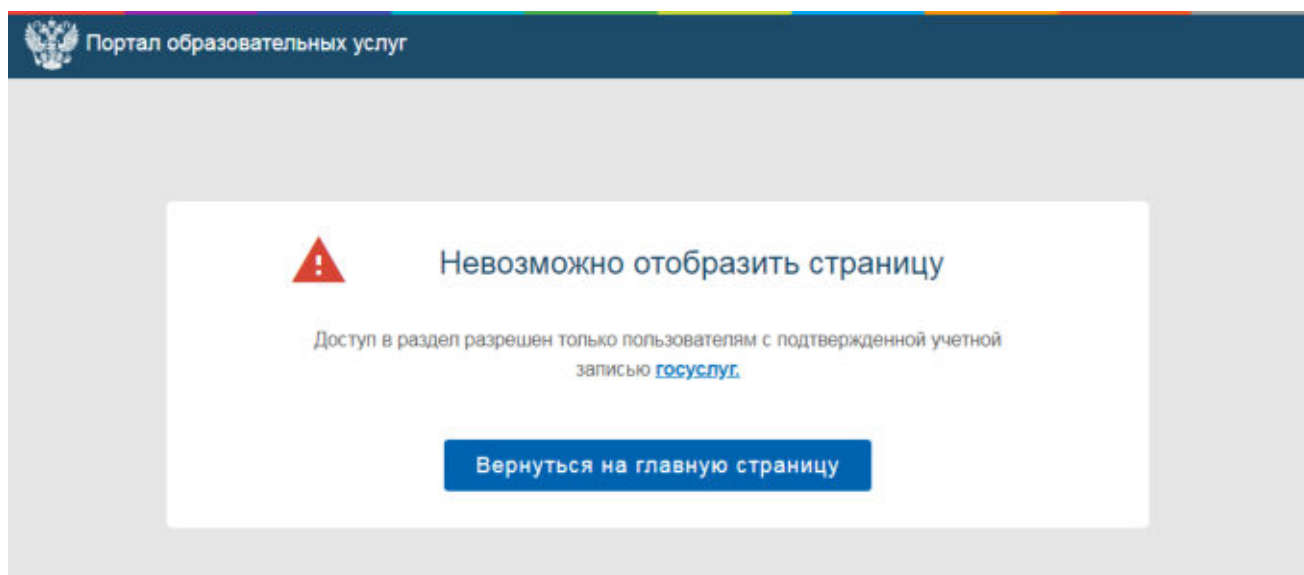 Портал образовательных услуг
Невозможно отобразить страницу
Доступ в раздел разрешен только пользователям с подтвержденной учетной
записью госуслуг.
Вернуться на главную страницу